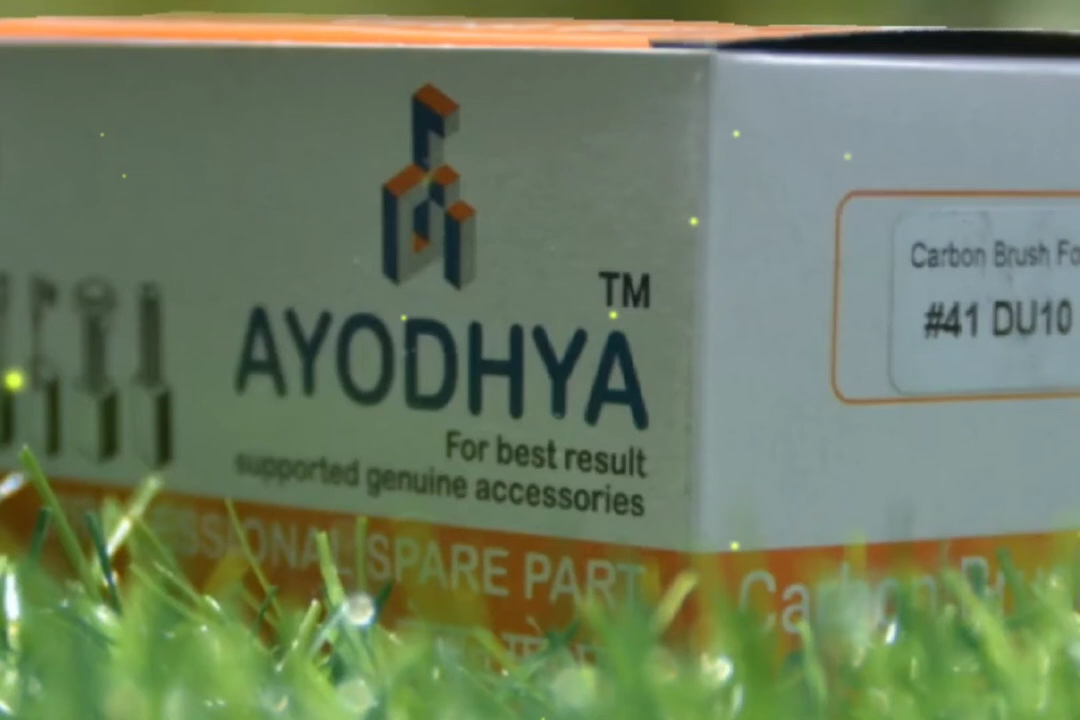 TM
AYODHYA
For best result
supported genuine accessories
SPARE PART
Carbon Brush
#41 DU10